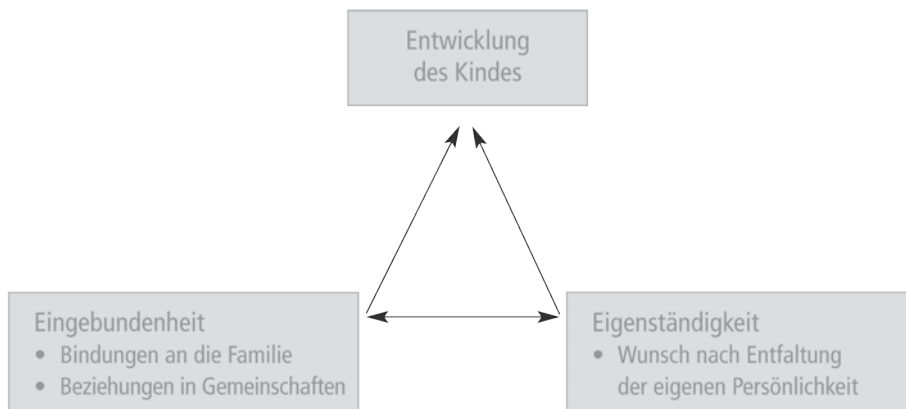 Entwicklung
des Kindes
Eingebundenheit
• Bindungen an die Familie
• Beziehungen in Gemeinschaften
Eigenständigkeit
• Wunsch nach Entfaltung
der eigenen Persönlichkeit